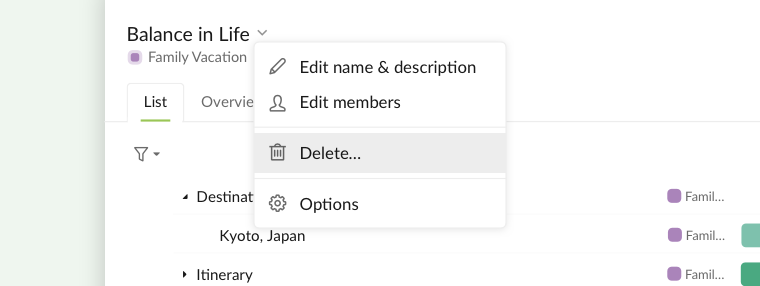 Balance in Life
Family Vacation
Edit name & description
Edit members
List
Delete...
Options
Famil...
Kyoto, Japan
Famil...
Itinerary
Famil...